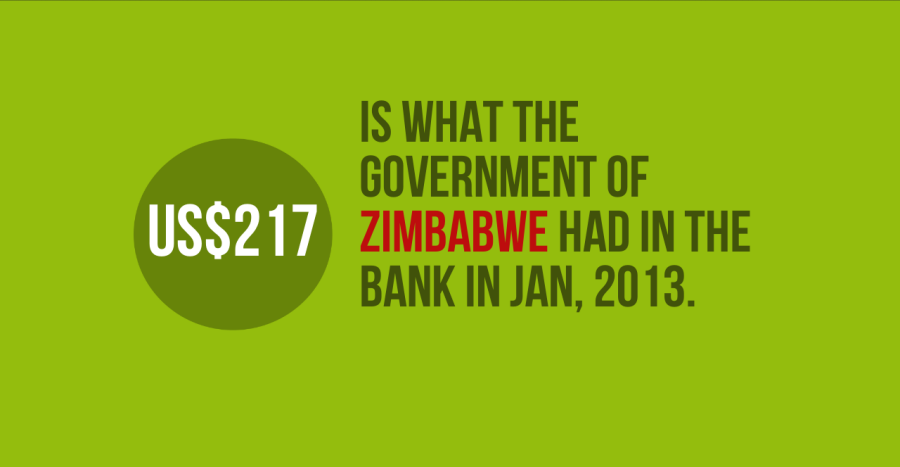 US$217
IS WHAT THE
GOVERNMENT OF
ZIMBABWE HAD IN THE
BANK IN JAN, 2013.